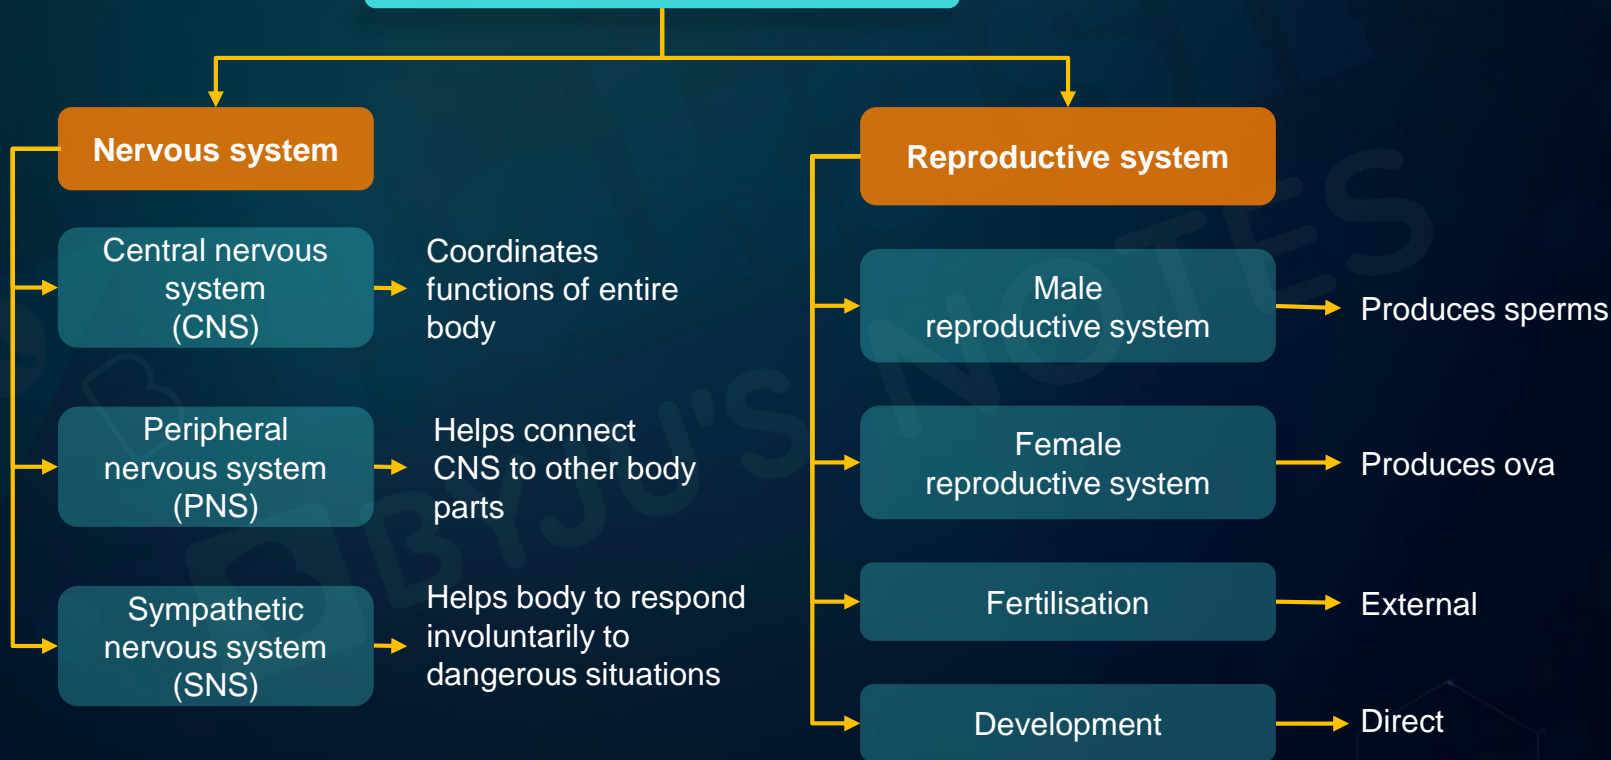 Nervous system
Central nervous
system
(CNS)
Coordinates
functions of entire
body
Peripheral
nervous system
(PNS)
Helps connect
CNS to other body
parts
Sympathetic
nervous system
(SNS)
Helps body to respond
involuntarily to
dangerous situations
Reproductive system
Male
reproductive system
Produces sperms
Female
reproductive system
Produces ova
Fertilisation
External
Development
Direct
BYJU'S NOTES